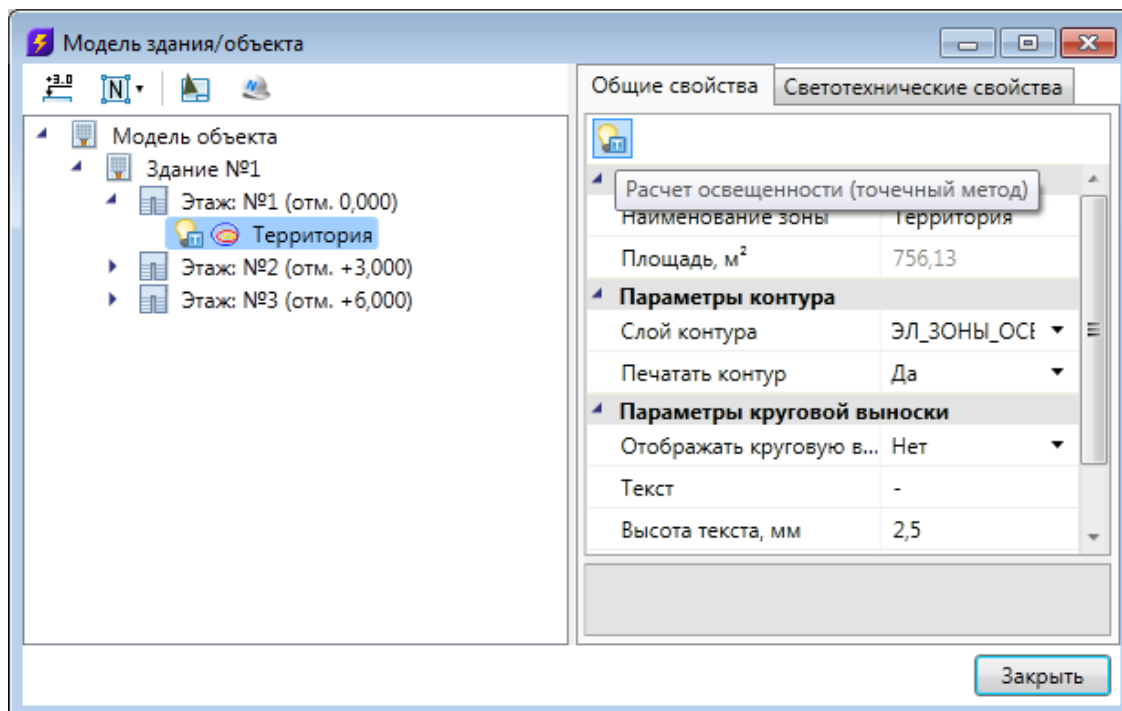 Модель здания/объекта
+3.0
N
Общие свойства
Светотехнические свойства
Модель объекта
Здание №1
Этаж: №1 (отм. 0,000)
Территория
Этаж: №2 (отм. +3,000)
Этаж: №3 (отм. +6,000)
Расчет освещенности (точечный метод)
Наименование зоны Территория
Площадь, м² 756,13
Параметры контура
Слой контура ЭЛ_ЗОНЫ_ОСЕ
Печатать контур Да
Параметры круговой выноски
Отображать круговую в... Нет
Текст -
Высота текста, мм 2,5
Закрыть